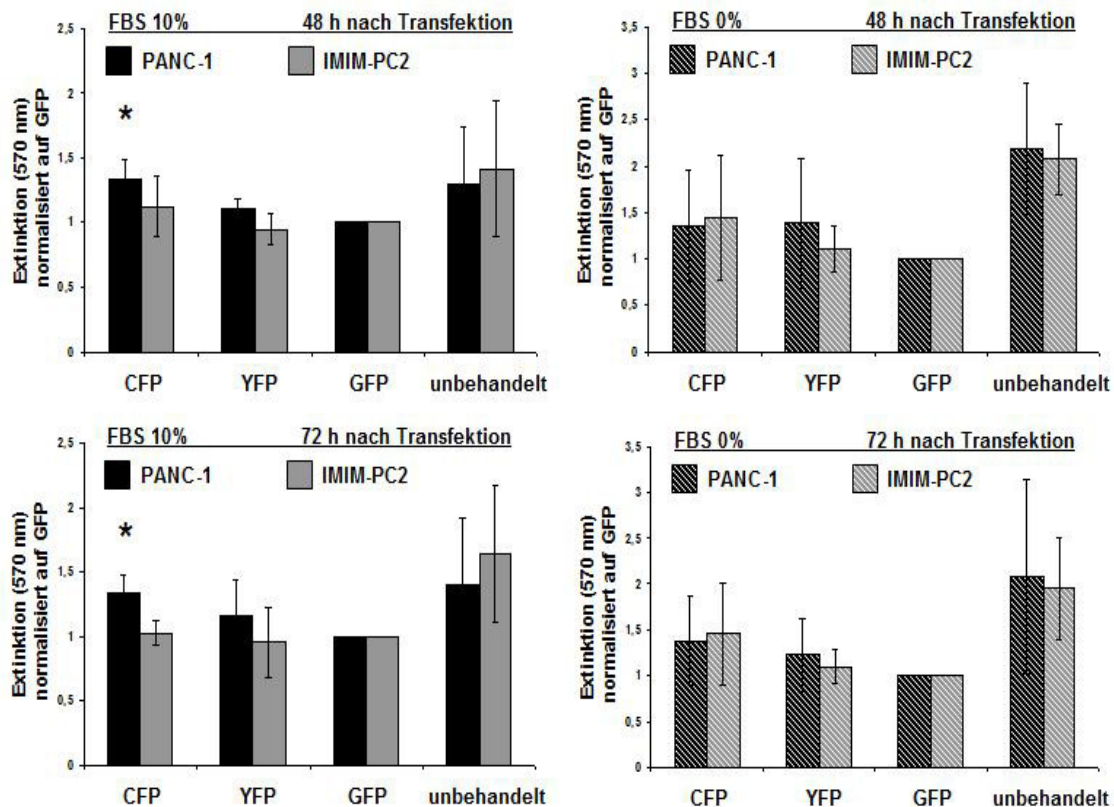 FBS 10% 48 h nach Transfektion
PANC-1 IMIM-PC2
*
Extinktion (570 nm)
normalisiert auf GFP
2,5
2
1,5
1
0,5
0
CFP YFP GFP unbehandelt
FBS 0% 48 h nach Transfektion
PANC-1 IMIM-PC2
Extinktion (570 nm)
normalisiert auf GFP
3,5
3
2,5
2
1,5
1
0,5
0
CFP YFP GFP unbehandelt
FBS 10% 72 h nach Transfektion
PANC-1 IMIM-PC2
*
Extinktion (570 nm)
normalisiert auf GFP
2,5
2
1,5
1
0,5
0
CFP YFP GFP unbehandelt
FBS 0% 72 h nach Transfektion
PANC-1 IMIM-PC2
Extinktion (570 nm)
normalisiert auf GFP
3,5
3
2,5
2
1,5
1
0,5
0
CFP YFP GFP unbehandelt